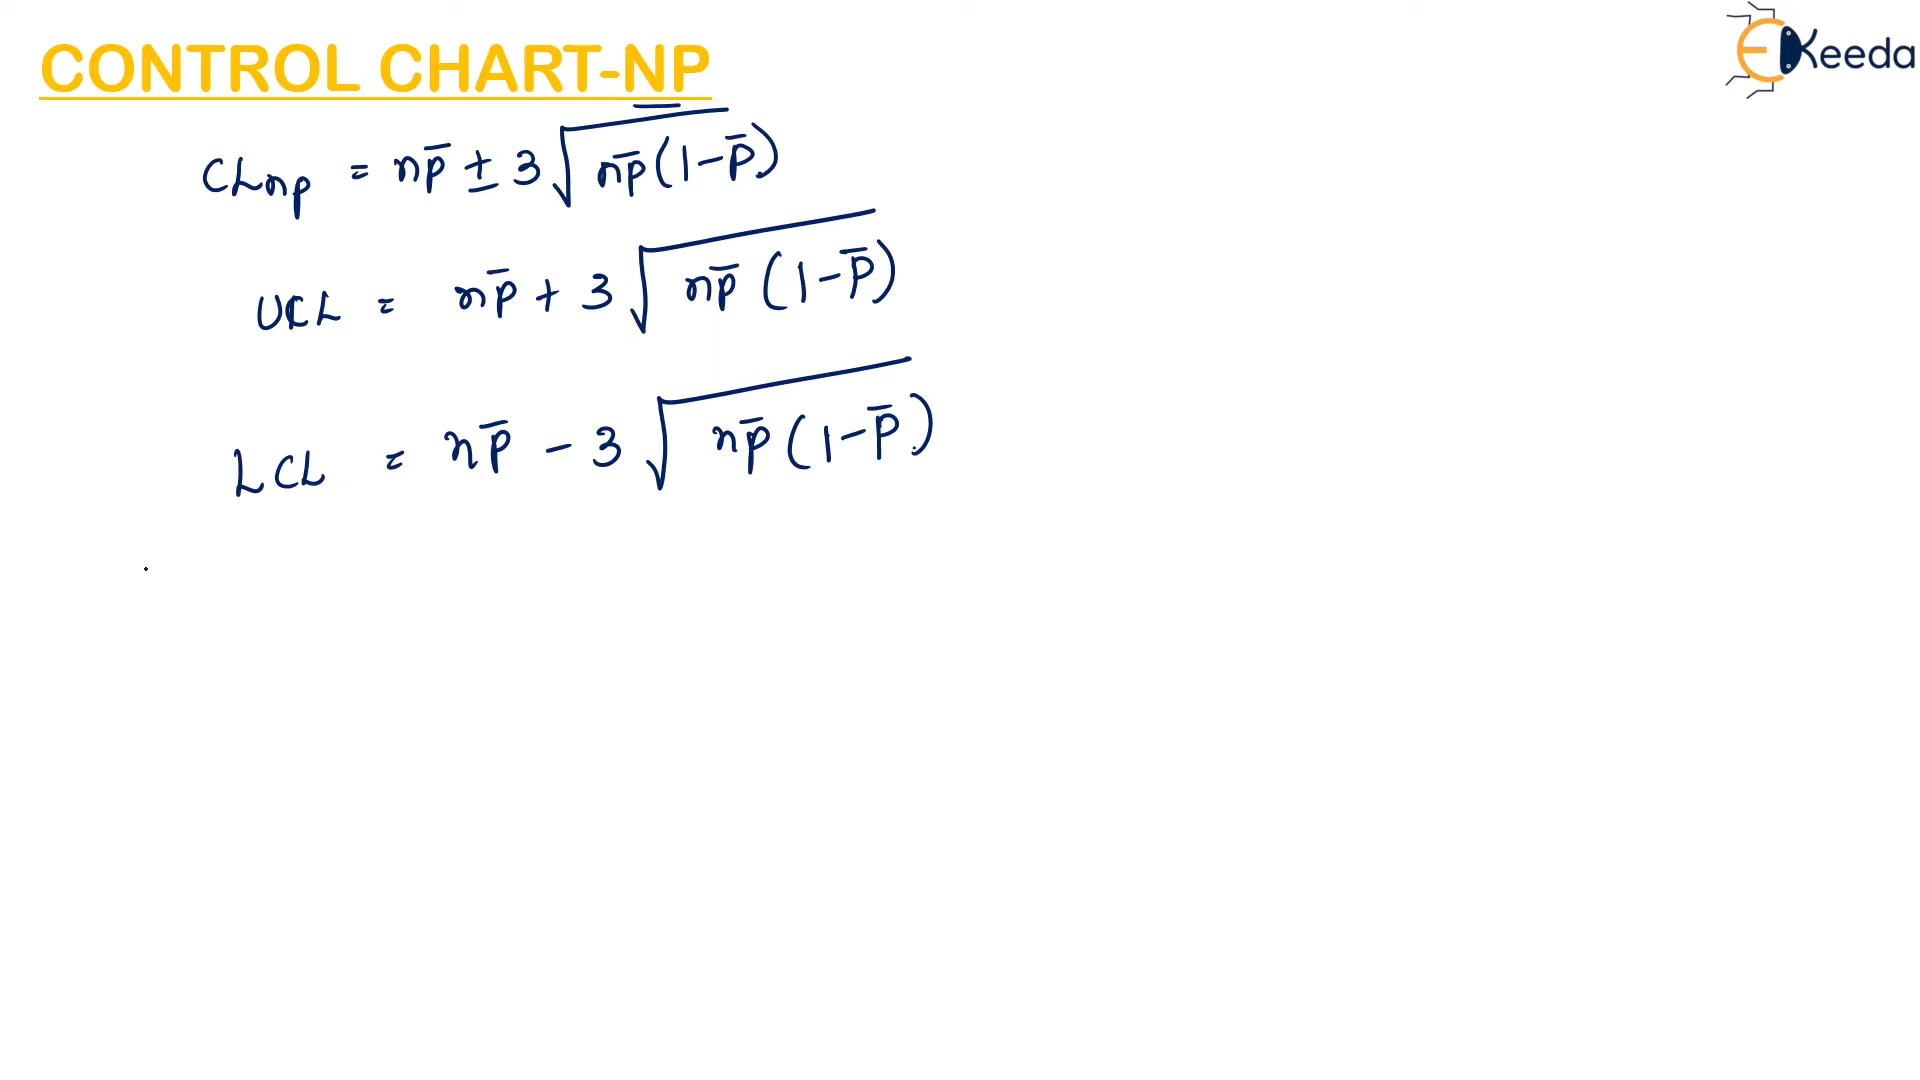 CONTROL CHART-NP
EKeeda
CLnp = np̅ ± 3√np̅(1-p̅)
UCL = np̅ + 3√np̅(1-p̅)
LCL = np̅ - 3√np̅(1-p̅)